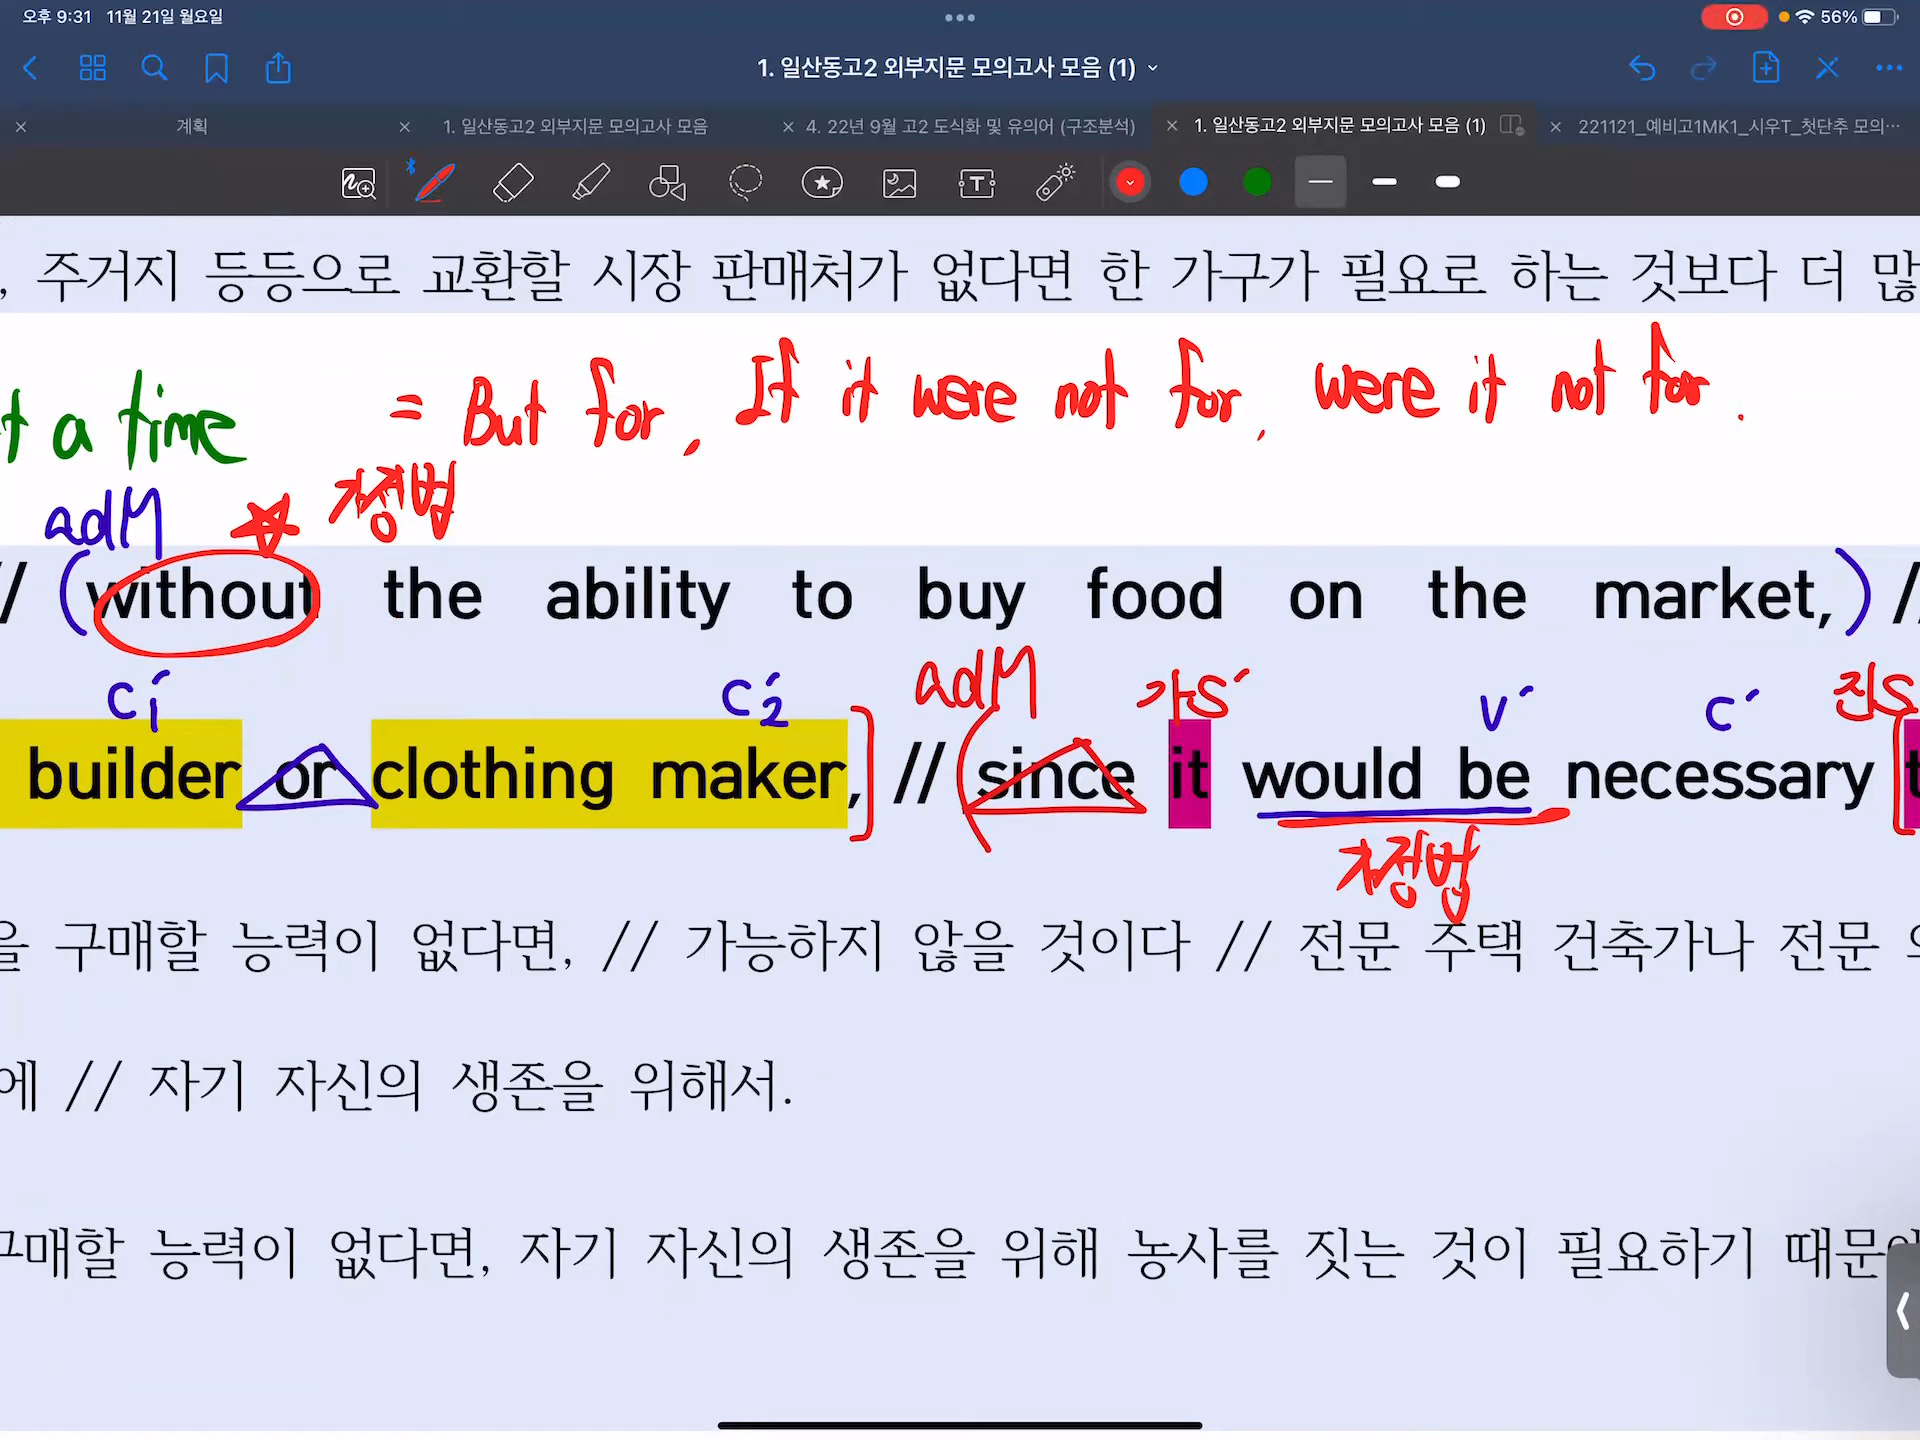 오후 9:31 11월 21일 월요일
56%
1. 일산동고2 외부지문 모의고사 모음 (1)
계획
1. 일산동고2 외부지문 모의고사 모음
4. 22년 9월 고2 도식화 및 유의어 (구조분석)
1. 일산동고2 외부지문 모의고사 모음 (1)
221121_예비고1MK1_시우T_첫단추 모의…
, 주거지 등등으로 교환할 시장 판매처가 없다면 한 가구가 필요로 하는 것보다 더 많
= But for, If it were not for, were it not for.
t a time
adM 가정법
// (without the ability to buy food on the market,) //
C1′ C2′ adM 가S′ V′ C′ 진S
builder or clothing maker,] // (since it would be necessary [t
가정법
을 구매할 능력이 없다면, // 가능하지 않을 것이다 // 전문 주택 건축가나 전문
에 // 자기 자신의 생존을 위해서.
구매할 능력이 없다면, 자기 자신의 생존을 위해 농사를 짓는 것이 필요하기 때문에